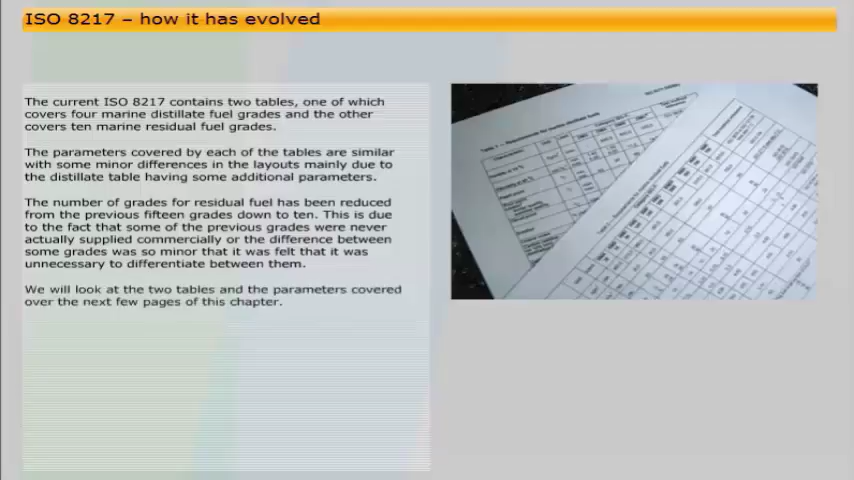 ISO 8217 – how it has evolved
The current ISO 8217 contains two tables, one of which
covers four marine distillate fuel grades and the other
covers ten marine residual fuel grades.
The parameters covered by each of the tables are similar
with some minor differences in the layouts mainly due to
the distillate table having some additional parameters.
The number of grades for residual fuel has been reduced
from the previous fifteen grades down to ten. This is due
to the fact that some of the previous grades were never
actually supplied commercially or the difference between
some grades was so minor that it was felt that it was
unnecessary to differentiate between them.
We will look at the two tables and the parameters covered
over the next few pages of this chapter.